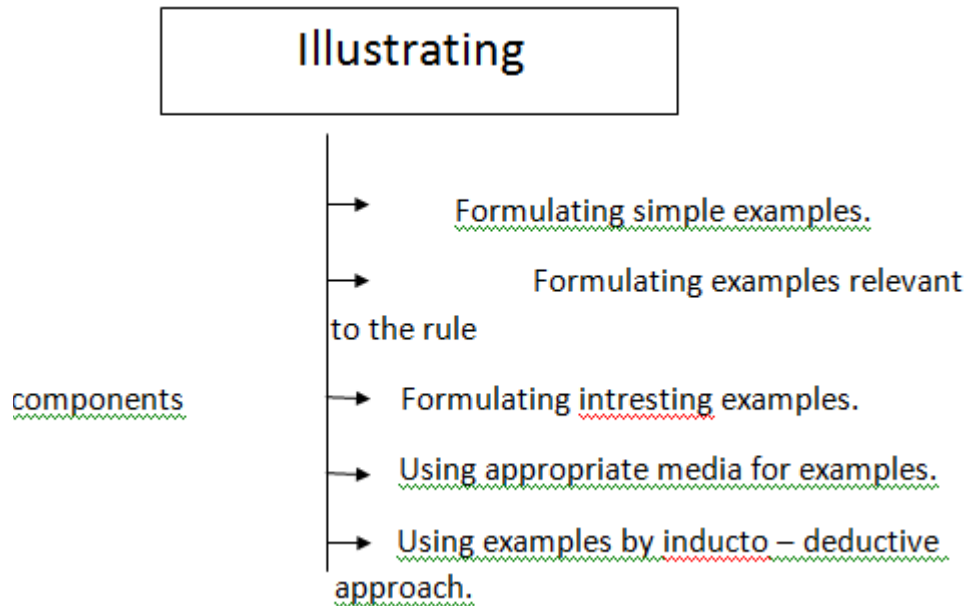 Illustrating
Formulating simple examples.
Formulating examples relevant
to the rule
components
Formulating intresting examples.
Using appropriate media for examples.
Using examples by inducto – deductive
approach.